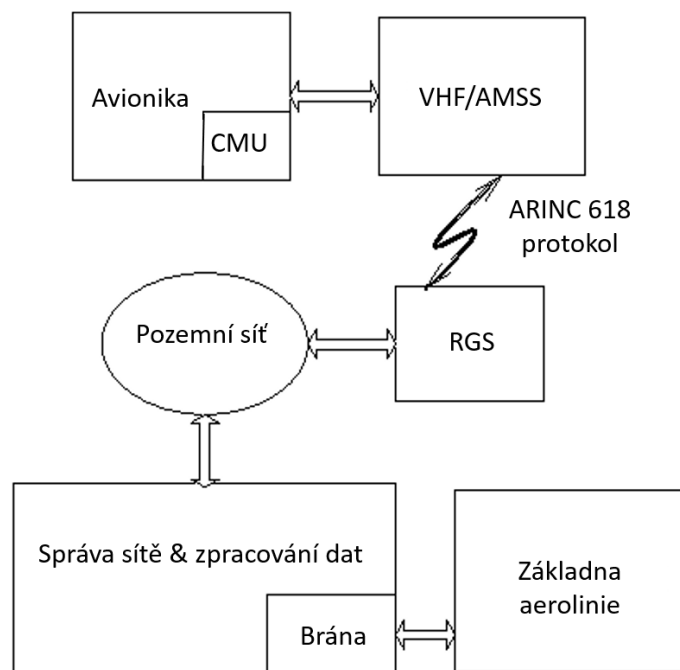 Avionika
CMU
VHF/AMSS
ARINC 618
protokol
Pozemní síť
RGS
Správa sítě & zpracování dat
Brána
Základna
aerolinie